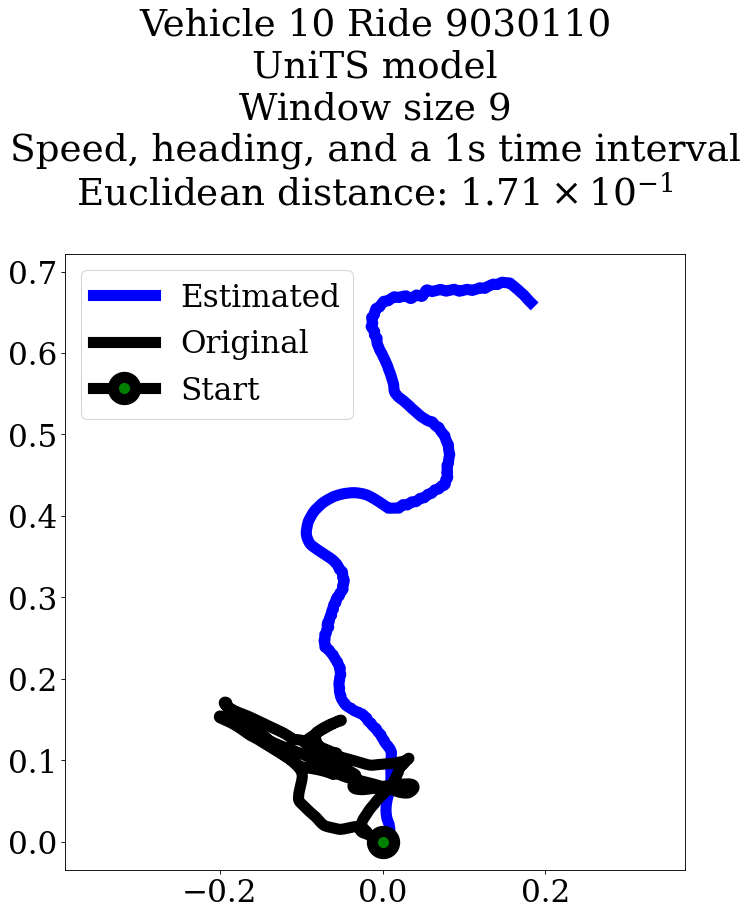 Vehicle 10 Ride 9030110
UniTS model
Window size 9
Speed, heading, and a 1s time interval
Euclidean distance: 1.71 × 10⁻¹
Estimated
Original
Start
0.7
0.6
0.5
0.4
0.3
0.2
0.1
0.0
−0.2 0.0 0.2